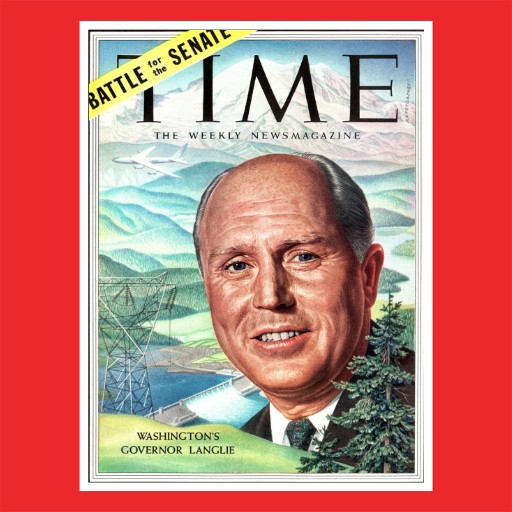 BATTLE for the SENATE
TIME
THE WEEKLY NEWSMAGAZINE
WASHINGTON'S
GOVERNOR LANGLIE